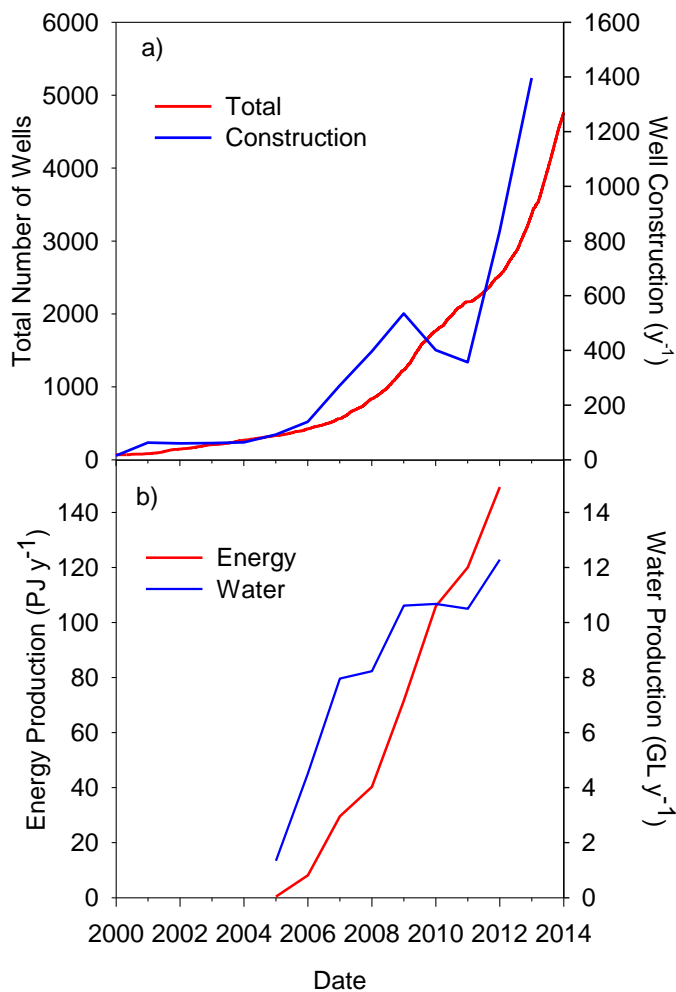 6000
5000
4000
3000
2000
1000
0
Total Number of Wells
a)
Total
Construction
1600
1400
1200
1000
800
600
400
200
0
Well Construction (y-1)
140
120
100
80
60
40
20
0
Energy Production (PJ y-1)
b)
Energy
Water
14
12
10
8
6
4
2
0
Water Production (GL y-1)
2000 2002 2004 2006 2008 2010 2012 2014
Date